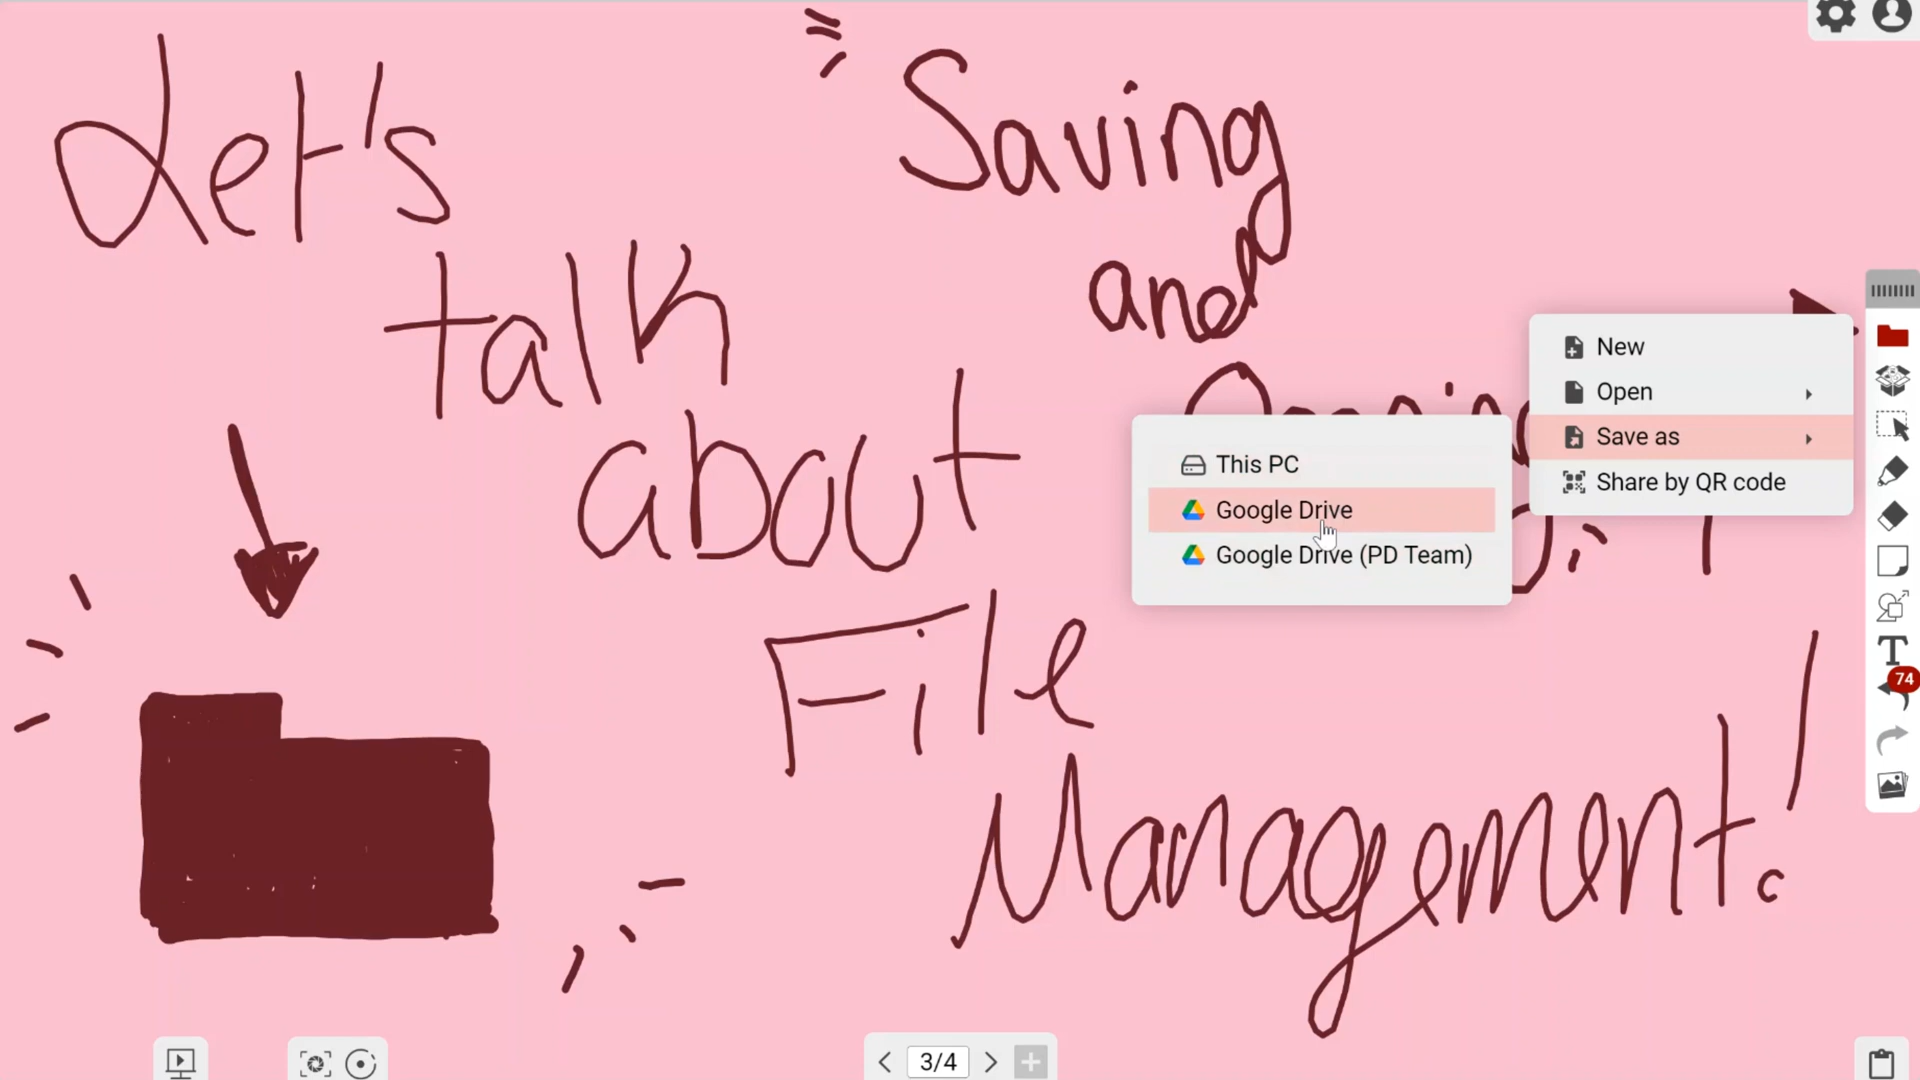 Let's
talk
about
File
Management!
Saving
and
New
Open
Save as
Share by QR code
This PC
Google Drive
Google Drive (PD Team)
74
3/4